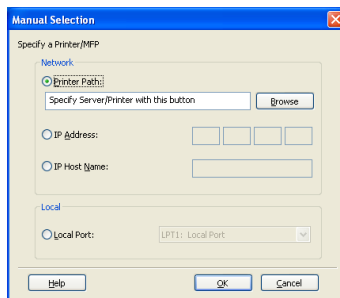 Manual Selection
Specify a Printer/MFP
Network
Printer Path:
Specify Server/Printer with this button
Browse
IP Address:
IP Host Name:
Local
Local Port:
LPT1: Local Port
Help
OK
Cancel